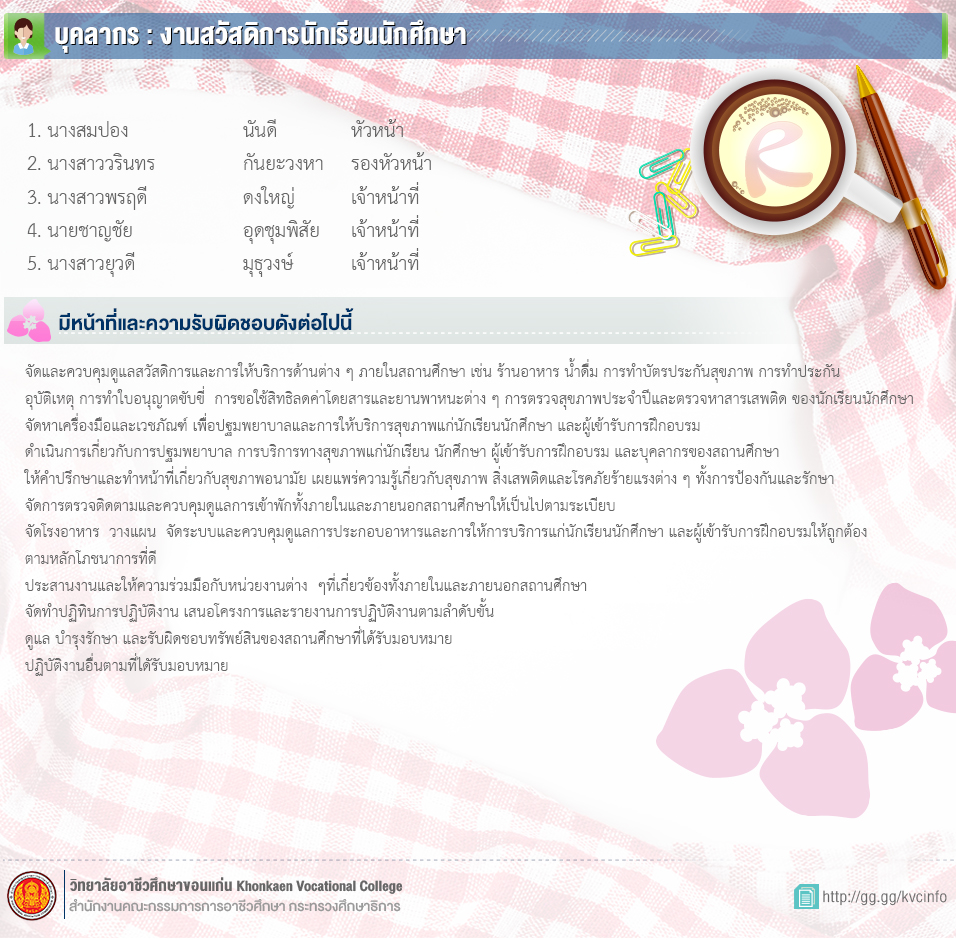 บุคลากร : งานสวัสดิการนักเรียนนักศึกษา
1. นางสมปอง นันดี หัวหน้า
2. นางสาววรินทร กันยะวงหา รองหัวหน้า
3. นางสาวพรฤดี ดงใหญ่ เจ้าหน้าที่
4. นายชาญชัย อุดชุมพิสัย เจ้าหน้าที่
5. นางสาวยุวดี มุธุวงษ์ เจ้าหน้าที่
มีหน้าที่และความรับผิดชอบดังต่อไปนี้
จัดและควบคุมดูแลสวัสดิการและการให้บริการด้านต่าง ๆ ภายในสถานศึกษา เช่น ร้านอาหาร น้ำดื่ม การทำบัตรประกันสุขภาพ การทำประกัน
อุบัติเหตุ การทำใบอนุญาตขับขี่ การขอใช้สิทธิลดค่าโดยสารและยานพาหนะต่าง ๆ การตรวจสุขภาพประจำปีและตรวจหาสารเสพติด ของนักเรียนนักศึกษา
จัดหาเครื่องมือและเวชภัณฑ์ เพื่อปฐมพยาบาลและการให้บริการสุขภาพแก่นักเรียนนักศึกษา และผู้เข้ารับการฝึกอบรม
ดำเนินการเกี่ยวกับการปฐมพยาบาล การบริการทางสุขภาพแก่นักเรียน นักศึกษา ผู้เข้ารับการฝึกอบรม และบุคลากรของสถานศึกษา
ให้คำปรึกษาและทำหน้าที่เกี่ยวกับสุขภาพอนามัย เผยแพร่ความรู้เกี่ยวกับสุขภาพ สิ่งเสพติดและโรคภัยร้ายแรงต่าง ๆ ทั้งการป้องกันและรักษา
จัดการตรวจติดตามและควบคุมดูแลการเข้าพักทั้งภายในและภายนอกสถานศึกษาให้เป็นไปตามระเบียบ
จัดโรงอาหาร วางแผน จัดระบบและควบคุมดูแลการประกอบอาหารและการให้การบริการแก่นักเรียนนักศึกษา และผู้เข้ารับการฝึกอบรมให้ถูกต้อง
ตามหลักโภชนาการที่ดี
ประสานงานและให้ความร่วมมือกับหน่วยงานต่าง ๆที่เกี่ยวข้องทั้งภายในและภายนอกสถานศึกษา
จัดทำปฏิทินการปฏิบัติงาน เสนอโครงการและรายงานการปฏิบัติงานตามลำดับขั้น
ดูแล บำรุงรักษา และรับผิดชอบทรัพย์สินของสถานศึกษาที่ได้รับมอบหมาย
ปฏิบัติงานอื่นตามที่ได้รับมอบหมาย
วิทยาลัยอาชีวศึกษาขอนแก่น Khonkaen Vocational College
สำนักงานคณะกรรมการการอาชีวศึกษา กระทรวงศึกษาธิการ
http://gg.gg/kvcinfo